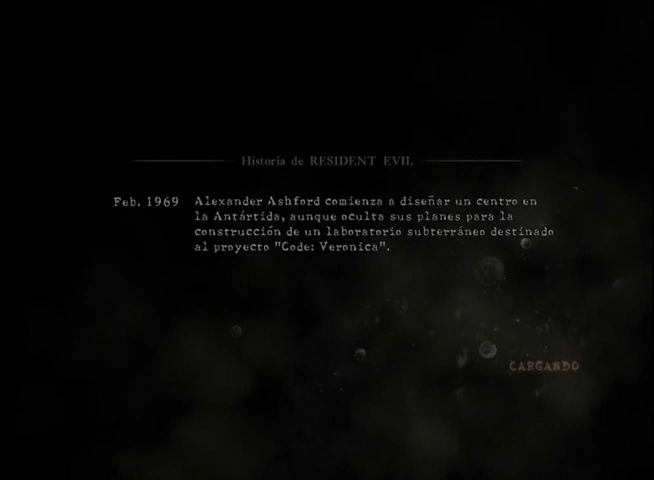 Historia de RESIDENT EVIL
Feb. 1969 Alexander Ashford comienza a diseñar un centro en
la Antártida, aunque oculta sus planes para la
construcción de un laboratorio subterráneo destinado
al proyecto "Code: Veronica".
CARGANDO